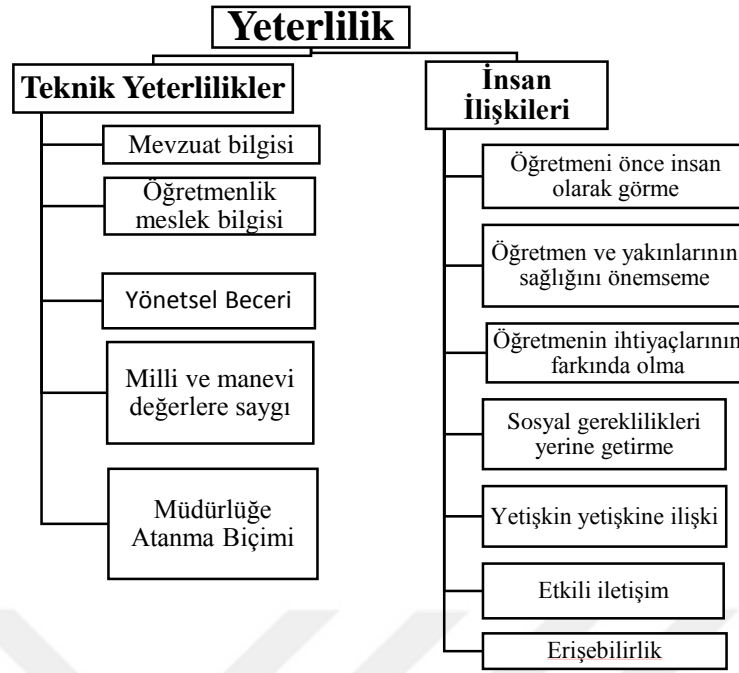 Yeterlilik
Teknik Yeterlilikler
Mevzuat bilgisi
Öğretmenlik
meslek bilgisi
Yönetsel Beceri
Milli ve manevi
değerlere saygı
Müdürlüğe
Atanma Biçimi
İnsan
İlişkileri
Öğretmeni önce insan
olarak görme
Öğretmen ve yakınlarının
sağlığını önemseme
Öğretmenin ihtiyaçlarının
farkında olma
Sosyal gereklilikleri
yerine getirme
Yetişkin yetişkine ilişki
Etkili iletişim
Erişebilirlik